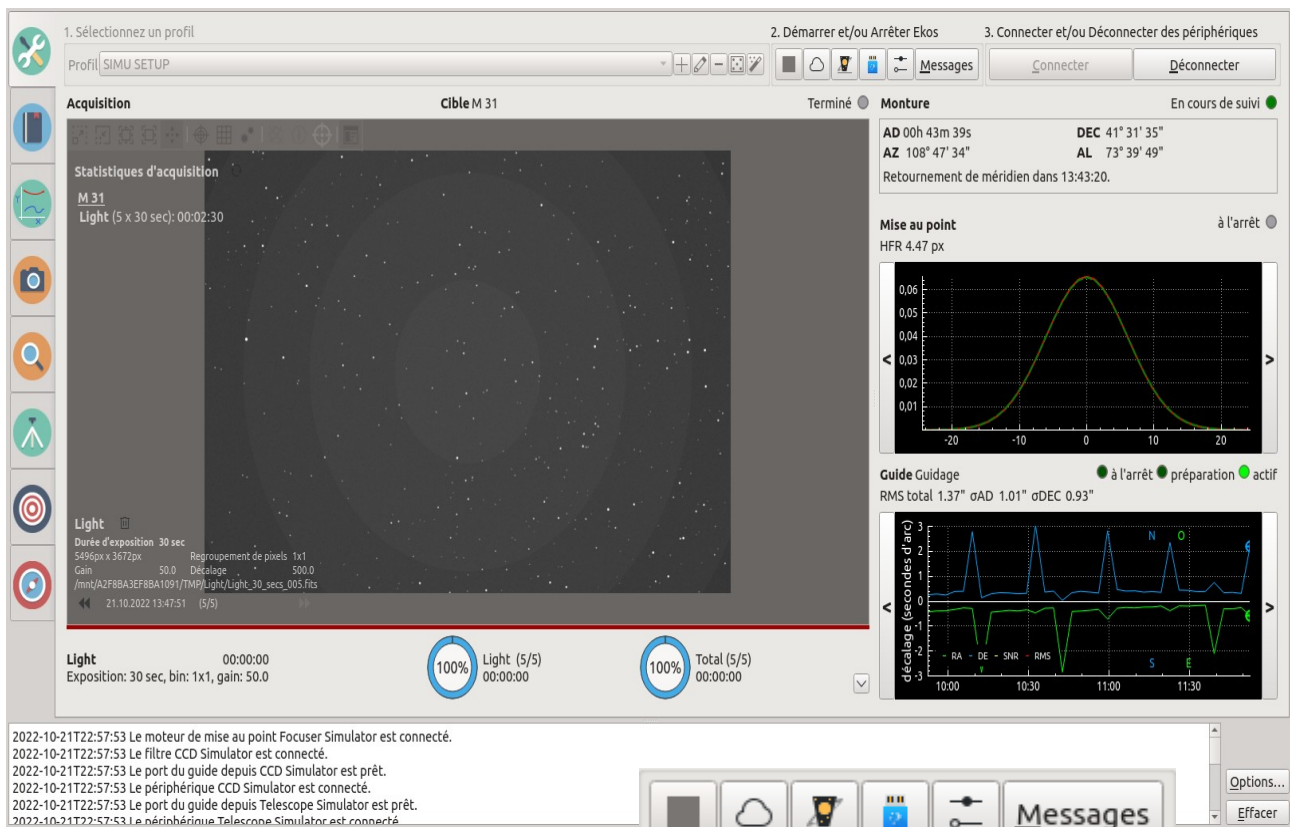 1. Sélectionnez un profil
2. Démarrer et/ou Arrêter Ekos
3. Connecter et/ou Déconnecter des périphériques
Profil SIMU SETUP
Messages
Connecter
Déconnecter
Acquisition
Cible M 31
Terminé
Statistiques d'acquisition
M 31
Light (5 x 30 sec): 00:02:30
Light
Durée d'exposition 30 sec
5496px x 3672px Regroupement de pixels 1x1
Gain 50.0 Décalage 500.0
/mnt/A2F8BA3EF8BA1091/TMP/Light/Light_30_secs_005.fits
21.10.2022 13:47:51 (5/5)
Light 00:00:00
Exposition: 30 sec, bin: 1x1, gain: 50.0
100%
Light (5/5)
00:00:00
100%
Total (5/5)
00:00:00
Monture
En cours de suivi
AD 00h 43m 39s DEC 41° 31' 35"
AZ 108° 47' 34" AL 73° 39' 49"
Retournement de méridien dans 13:43:20.
Mise au point
à l'arrêt
HFR 4.47 px
0,06
0,05
0,04
0,03
0,02
0,01
-20 -10 0 10 20
< >
Guide Guidage
à l'arrêt préparation actif
RMS total 1.37" σAD 1.01" σDEC 0.93"
décalage (secondes d'arc)
3
2
1
0
-1
-2
-3
N O
S E
RA DE SNR RMS
10:00 10:30 11:00 11:30
< >
2022-10-21T22:57:53 Le moteur de mise au point Focuser Simulator est connecté.
2022-10-21T22:57:53 Le filtre CCD Simulator est connecté.
2022-10-21T22:57:53 Le port du guide depuis CCD Simulator est prêt.
2022-10-21T22:57:53 Le périphérique CCD Simulator est connecté.
2022-10-21T22:57:53 Le port du guide depuis Telescope Simulator est prêt.
2022-10-21T22:57:53 Le périphérique Telescope Simulator est connecté.
Messages
Options...
Effacer